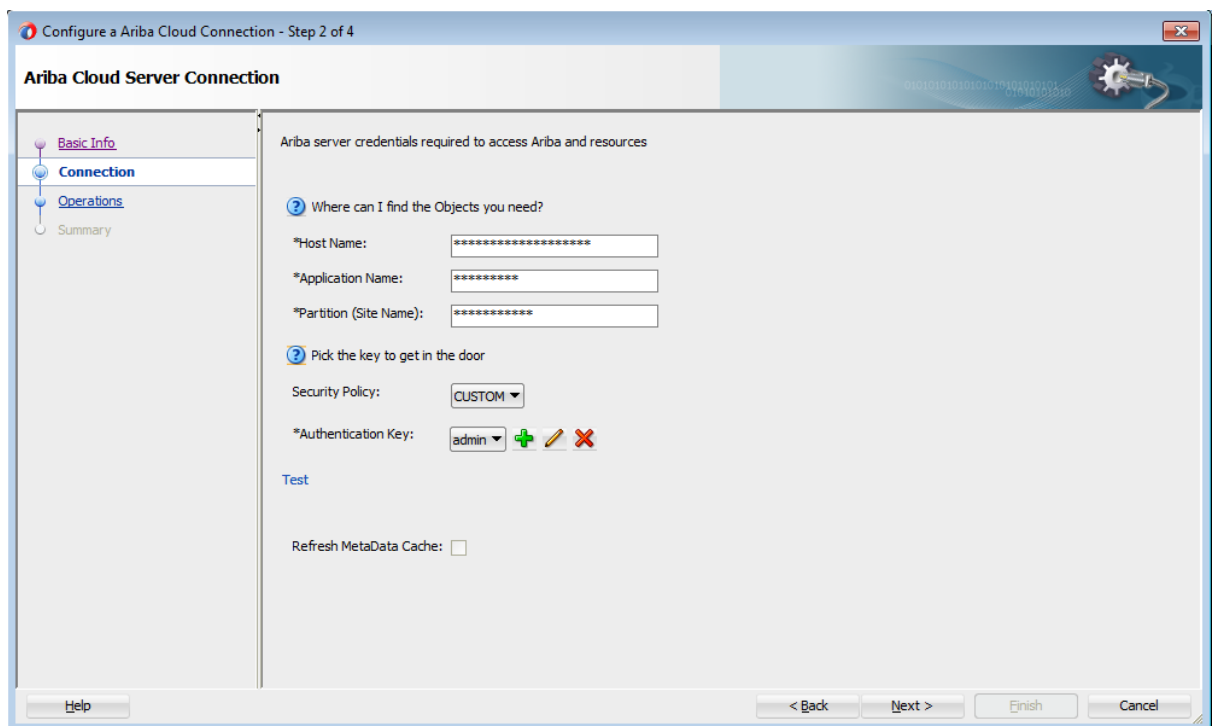 Configure a Ariba Cloud Connection - Step 2 of 4
Ariba Cloud Server Connection
Basic Info
Connection
Operations
Summary
Ariba server credentials required to access Ariba and resources
Where can I find the Objects you need?
*Host Name: *******************
*Application Name: *********
*Partition (Site Name): ***********
Pick the key to get in the door
Security Policy: CUSTOM
*Authentication Key: admin
Test
Refresh MetaData Cache:
Help < Back Next > Finish Cancel